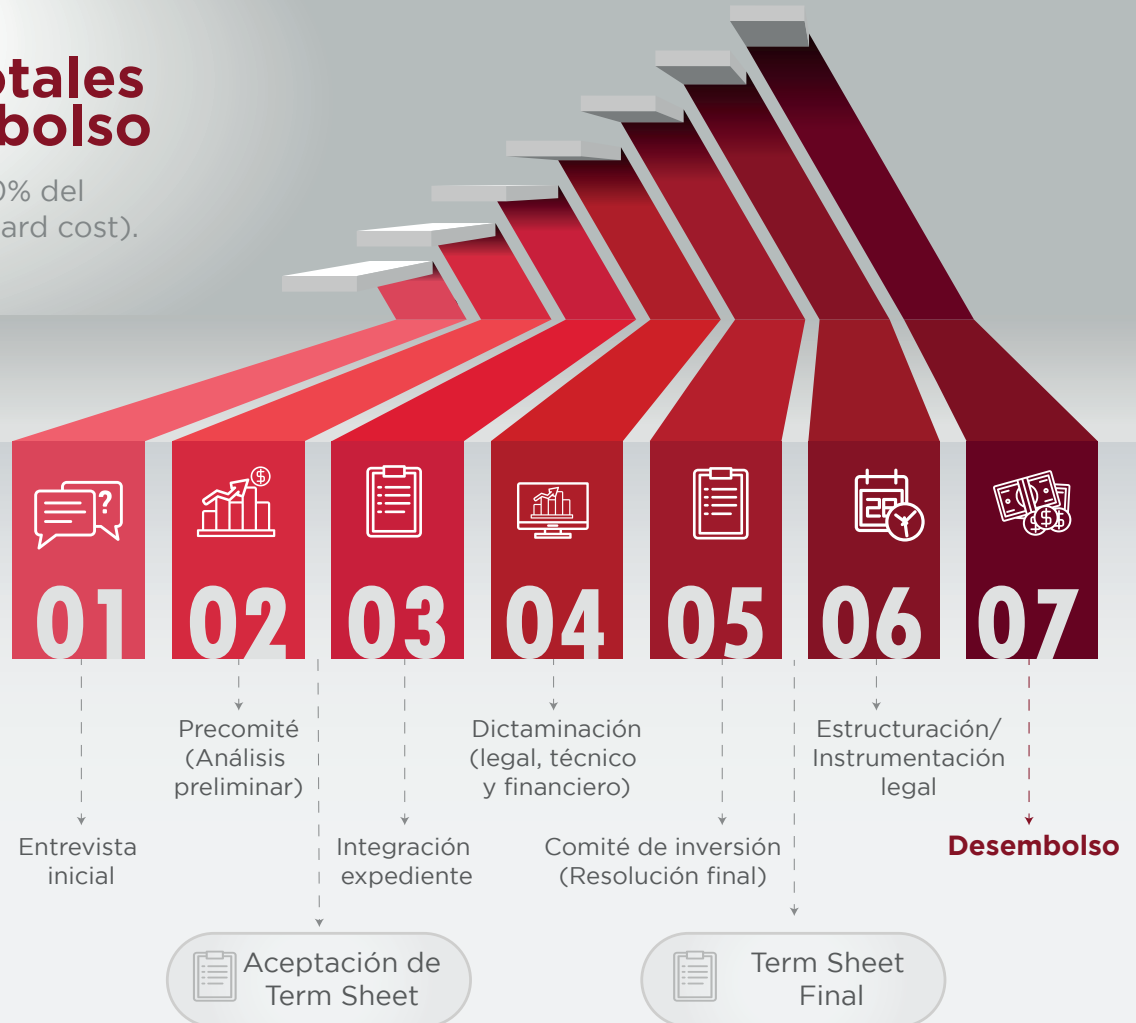 otales
bolso
0% del
ard cost).
01
02
03
04
05
06
07
Entrevista
inicial
Precomité
(Análisis
preliminar)
Aceptación de
Term Sheet
Integración
expediente
Dictaminación
(legal, técnico
y financiero)
Comité de inversión
(Resolución final)
Term Sheet
Final
Estructuración/
Instrumentación
legal
Desembolso